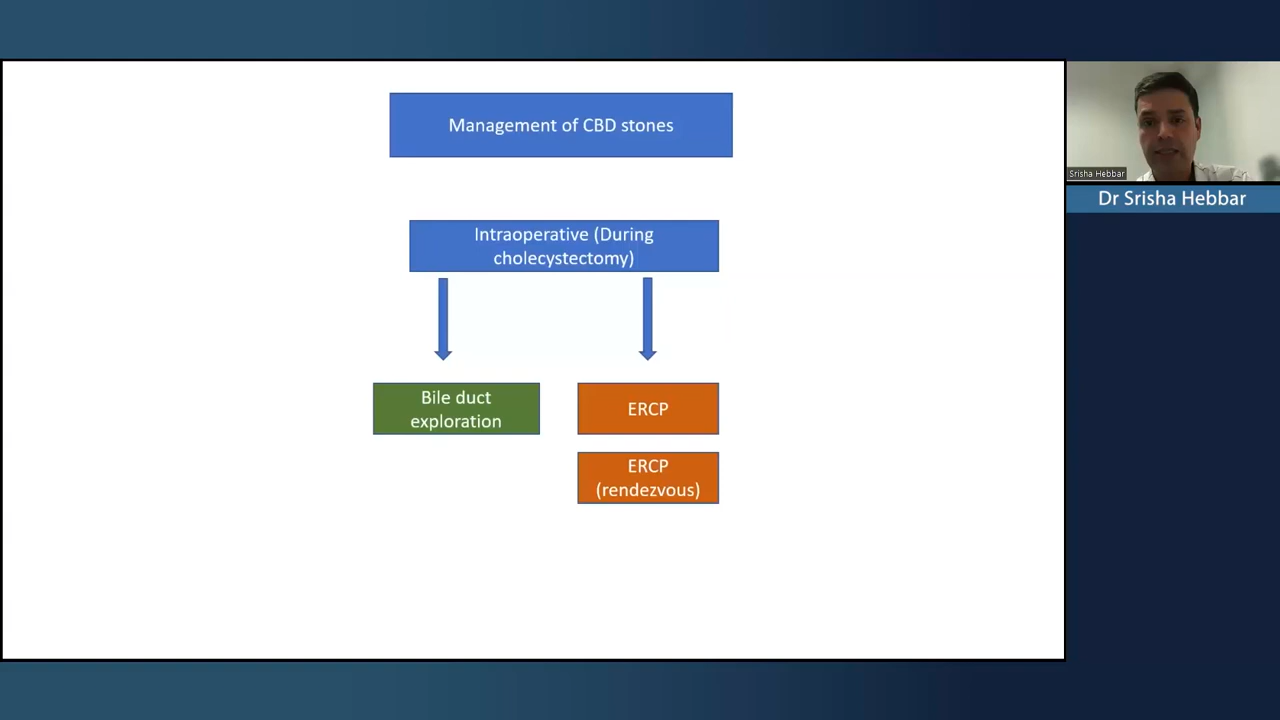 Management of CBD stones
Intraoperative (During
cholecystectomy)
Bile duct
exploration
ERCP
ERCP
(rendezvous)
Srisha Hebbar
Dr Srisha Hebbar